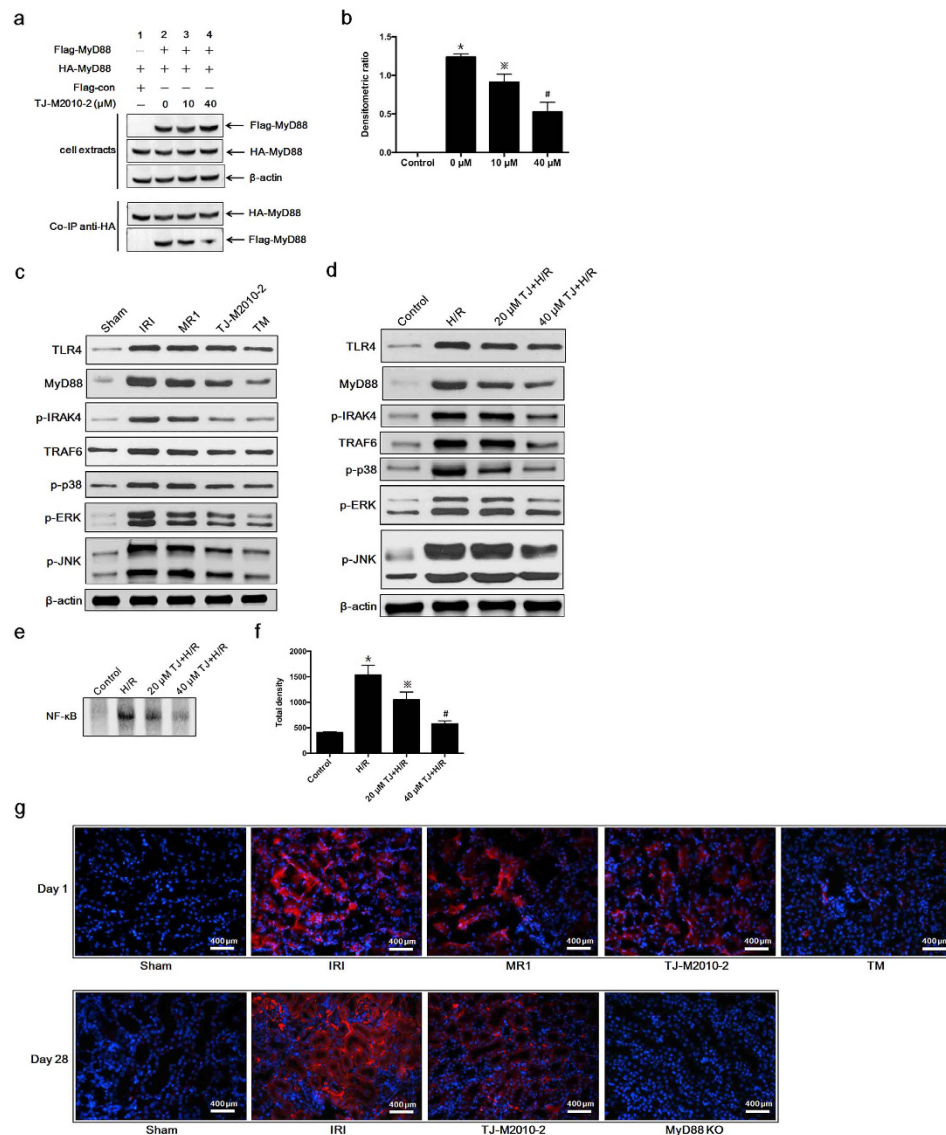 a
1 2 3 4
Flag-MyD88 — + + +
HA-MyD88 + + + +
Flag-con + — — —
TJ-M2010-2 (μM) — 0 10 40
cell extracts
Flag-MyD88
HA-MyD88
β-actin
Co-IP anti-HA
HA-MyD88
Flag-MyD88
b
Densitometric ratio
1.5
1.0
0.5
0.0
* ※ #
Control 0 μM 10 μM 40 μM
c
Sham IRI MR1 TJ-M2010-2 TM
TLR4
MyD88
p-IRAK4
TRAF6
p-p38
p-ERK
p-JNK
β-actin
d
Control H/R 20 μM TJ+H/R 40 μM TJ+H/R
TLR4
MyD88
p-IRAK4
TRAF6
p-p38
p-ERK
p-JNK
β-actin
e
Control H/R 20 μM TJ+H/R 40 μM TJ+H/R
NF-κB
f
Total density
2000
1500
1000
500
0
* ※ #
Control H/R 20 μM TJ+H/R 40 μM TJ+H/R
g
Day 1
400 μm 400 μm 400 μm 400 μm 400 μm
Sham IRI MR1 TJ-M2010-2 TM
Day 28
400 μm 400 μm 400 μm 400 μm
Sham IRI TJ-M2010-2 MyD88 KO